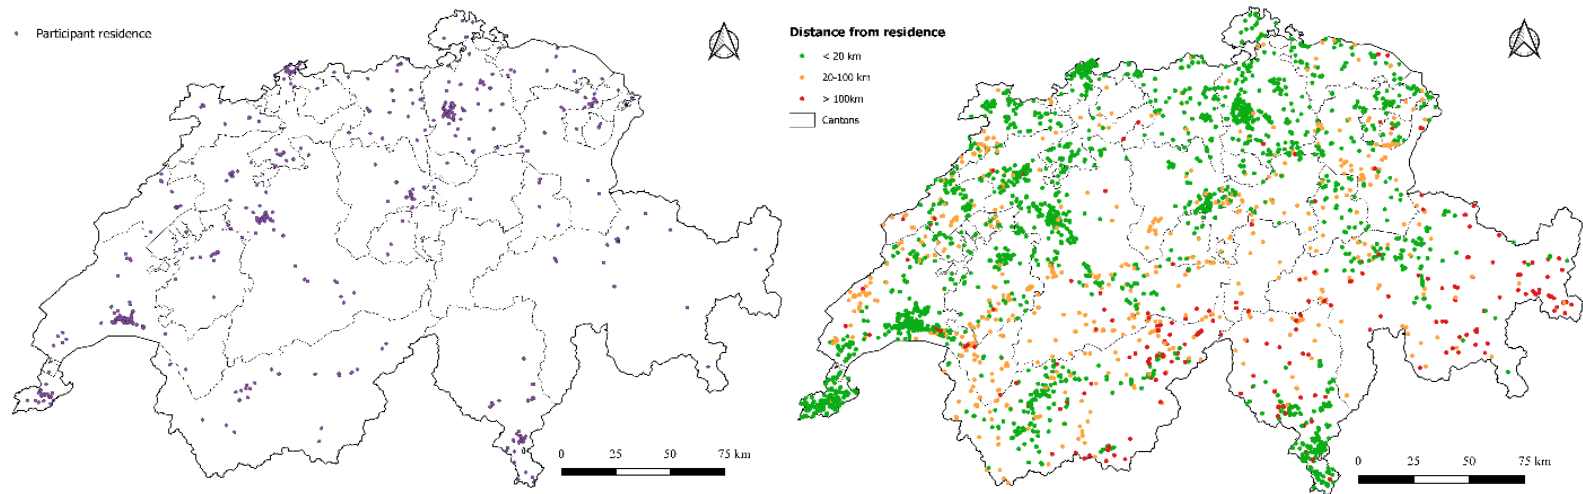 Participant residence
0 25 50 75 km
Distance from residence
< 20 km
20-100 km
> 100km
Cantons
0 25 50 75 km